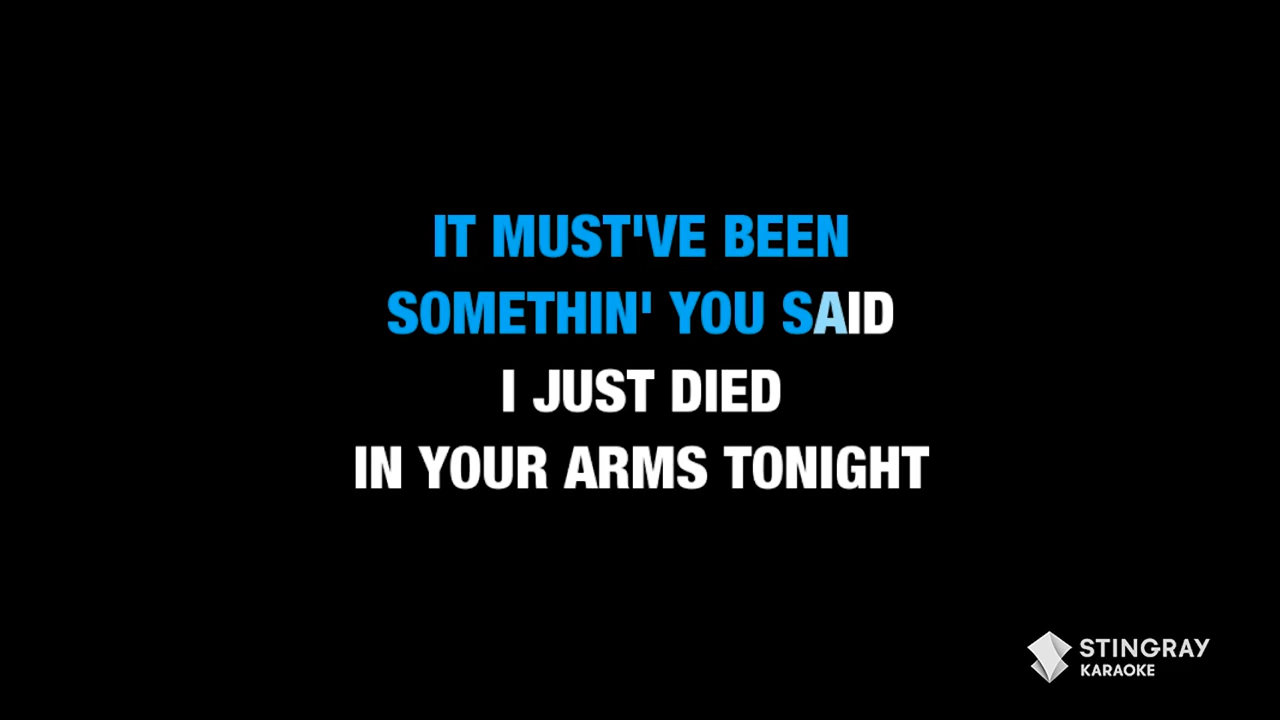 IT MUST'VE BEEN
SOMETHIN' YOU SAID
I JUST DIED
IN YOUR ARMS TONIGHT
STINGRAY
KARAOKE